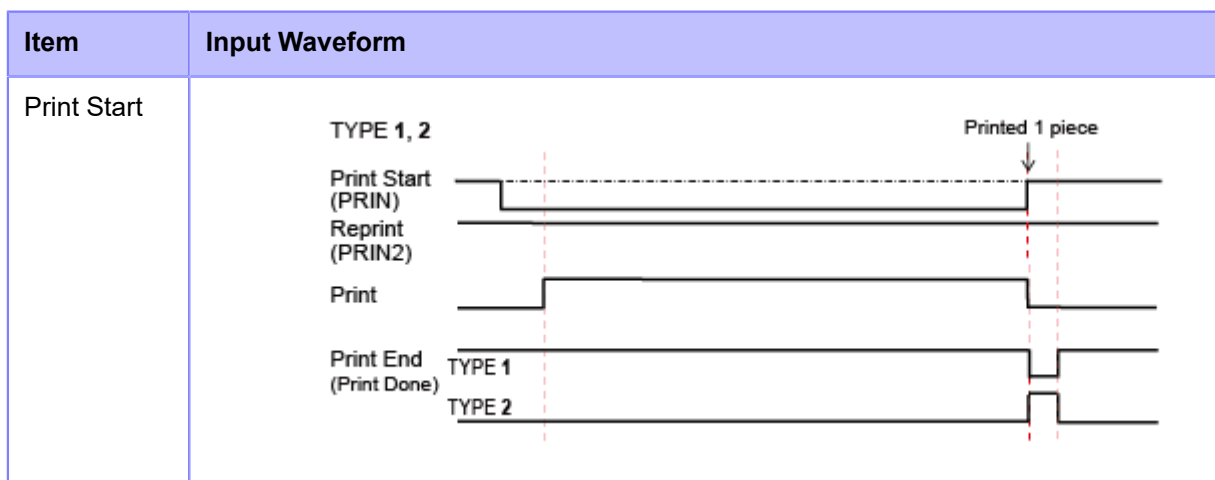 Item Input Waveform
Print Start
TYPE 1, 2
Printed 1 piece
Print Start
(PRIN)
Reprint
(PRIN2)
Print
Print End
(Print Done)
TYPE 1
TYPE 2